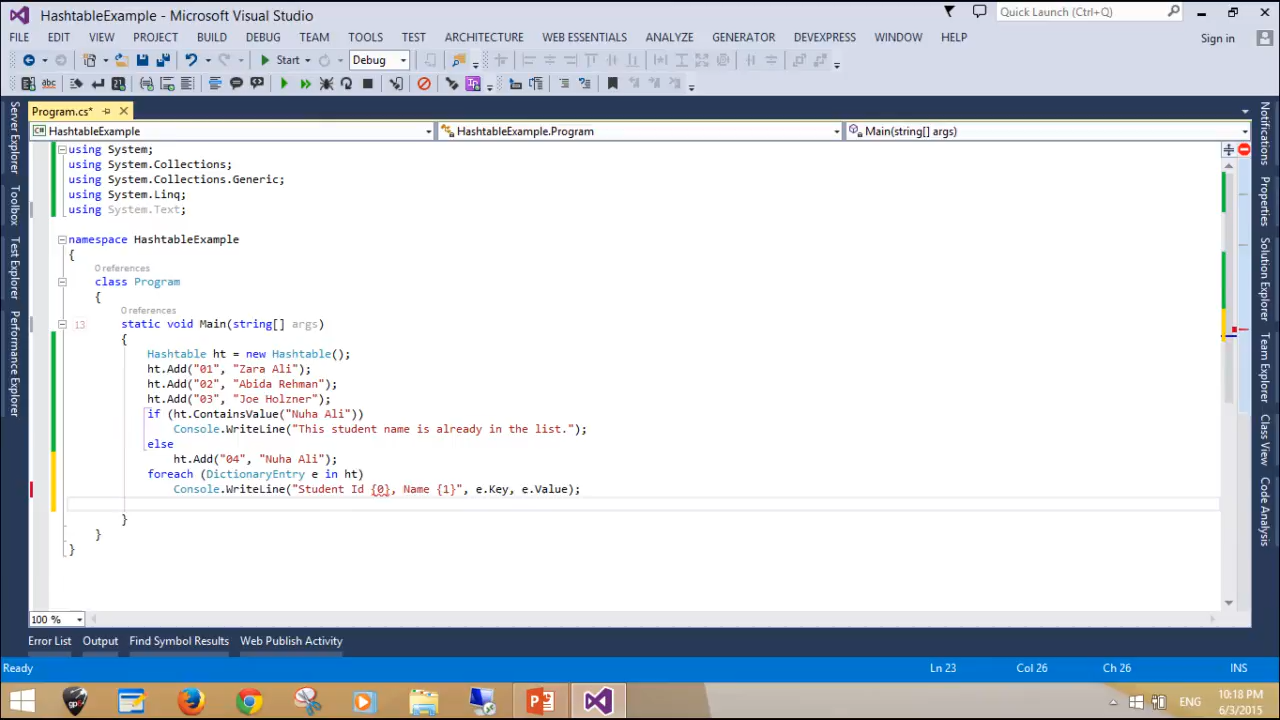 HashtableExample - Microsoft Visual Studio
Quick Launch (Ctrl+Q)
FILE EDIT VIEW PROJECT BUILD DEBUG TEAM TOOLS TEST ARCHITECTURE WEB ESSENTIALS ANALYZE GENERATOR DEVEXPRESS WINDOW HELP
Sign in
Start
Debug
Program.cs*
HashtableExample
HashtableExample.Program
Main(string[] args)
using System;
using System.Collections;
using System.Collections.Generic;
using System.Linq;
using System.Text;
namespace HashtableExample
{
0 references
class Program
{
0 references
13
static void Main(string[] args)
{
Hashtable ht = new Hashtable();
ht.Add("01", "Zara Ali");
ht.Add("02", "Abida Rehman");
ht.Add("03", "Joe Holzner");
if (ht.ContainsValue("Nuha Ali"))
Console.WriteLine("This student name is already in the list.");
else
ht.Add("04", "Nuha Ali");
foreach (DictionaryEntry e in ht)
Console.WriteLine("Student Id {0}, Name {1}", e.Key, e.Value);
}
}
}
Server Explorer
Toolbox
Test Explorer
Performance Explorer
Notifications
Properties
Solution Explorer
Team Explorer
Class View
Code Analysis
100 %
Error List Output Find Symbol Results Web Publish Activity
Ready Ln 23 Col 26 Ch 26 INS
ENG
10:18 PM
6/3/2015